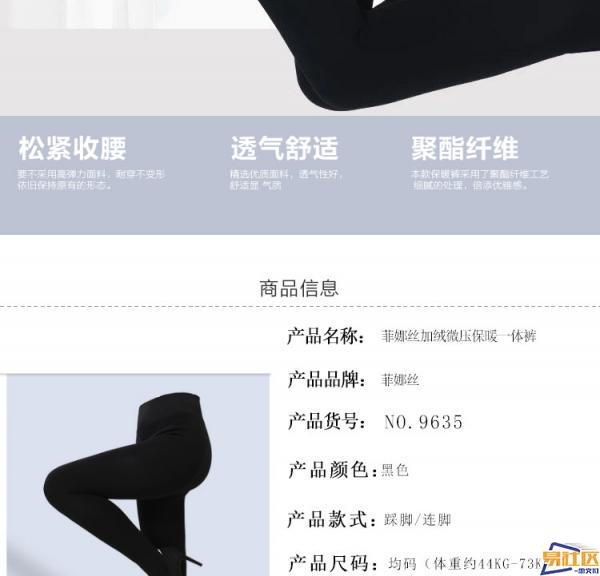 松紧收腰
要不采用高弹力面料，耐穿不变形
依旧保持原有的形态。
透气舒适
精选优质面料，透气性好，
舒适显 气质
聚酯纤维
本款保暖裤采用了聚酯纤维工艺
细腻的处理，倍添优雅感。
商品信息
产品名称： 菲娜丝加绒微压保暖一体裤
产品品牌： 菲娜丝
产品货号： NO.9635
产品颜色：黑色
产品款式：踩脚/连脚
产品尺码：均码（体重约44KG-73K
易社区